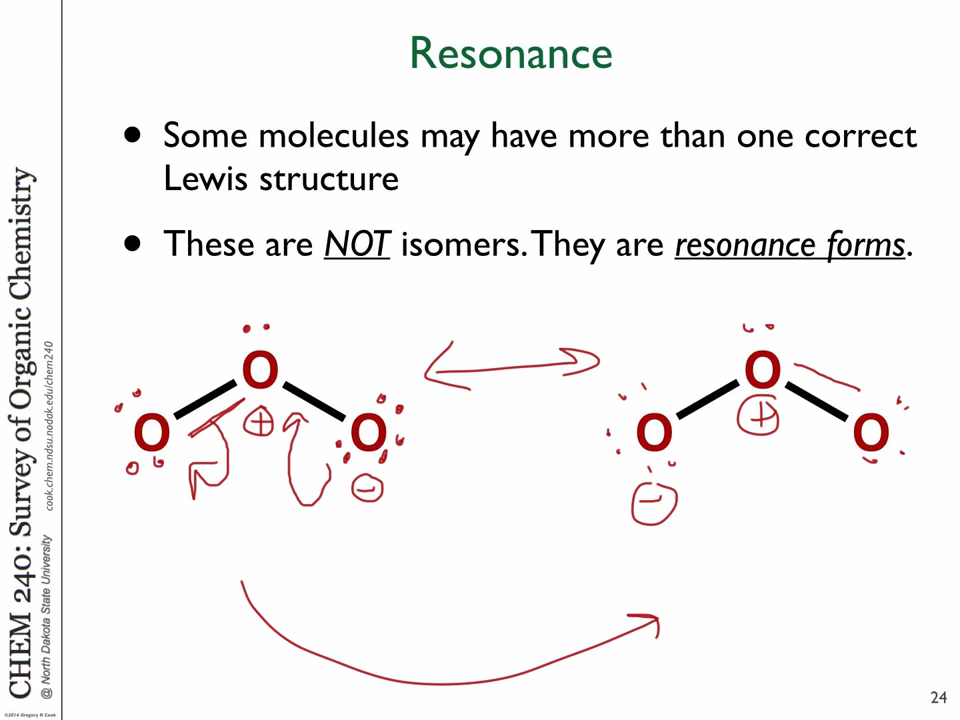 Resonance
• Some molecules may have more than one correct
Lewis structure
• These are NOT isomers. They are resonance forms.
O
O
O
+
−
O
O
O
+
−
CHEM 240: Survey of Organic Chemistry
@ North Dakota State University cook.chem.ndsu.nodak.edu/chem240
©2014 Gregory R Cook
24